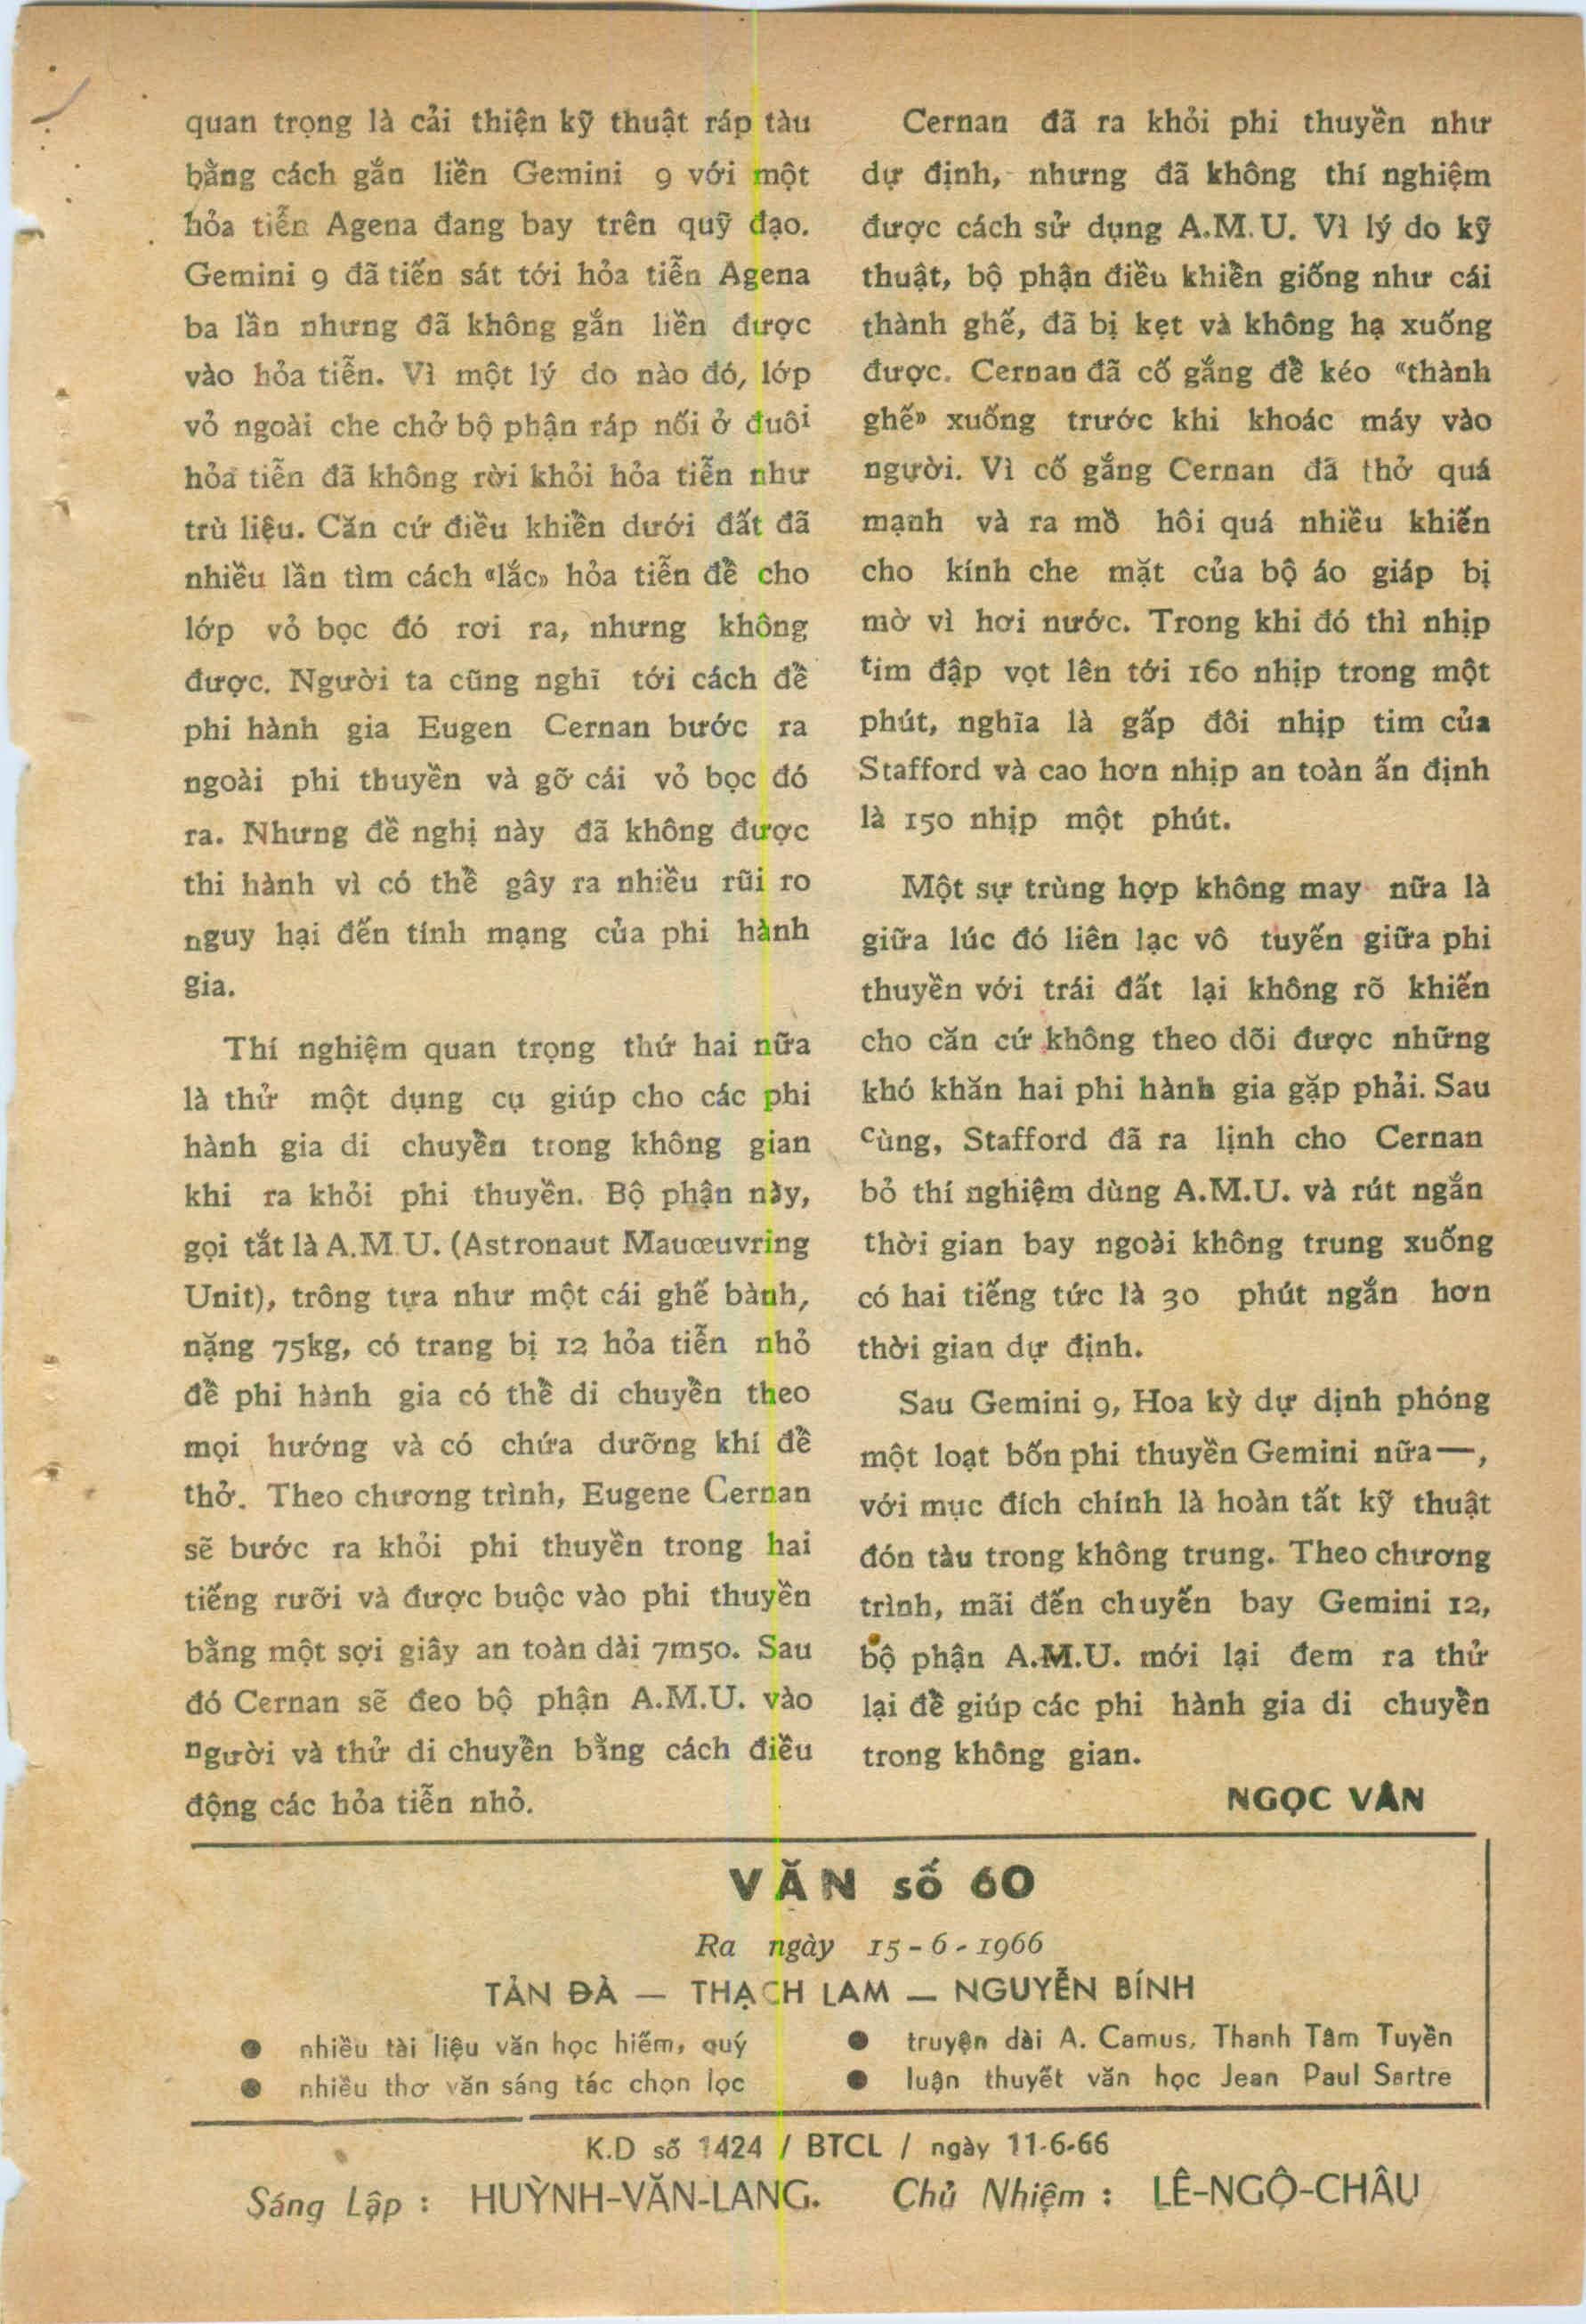 quan trọng là cải thiện kỹ thuật ráp tàu
bằng cách gắn liền Gemini 9 với một
hỏa tiễn Agena đang bay trên quỹ đạo.
Gemini 9 đã tiến sát tới hỏa tiễn Agena
ba lần nhưng đã không gắn liền được
vào hỏa tiễn. Vì một lý do nào đó, lớp
vỏ ngoài che chở bộ phận ráp nối ở đuôi
hỏa tiễn đã không rời khỏi hỏa tiễn như
trù liệu. Căn cứ điều khiển dưới đất đã
nhiều lần tìm cách «lắc» hỏa tiễn để cho
lớp vỏ bọc đó rơi ra, nhưng không
được. Người ta cũng nghĩ tới cách để
phi hành gia Eugen Cernan bước ra
ngoài phi thuyền và gỡ cái vỏ bọc đó
ra. Nhưng đề nghị này đã không được
thi hành vì có thể gây ra nhiều rũi ro
nguy hại đến tính mạng của phi hành
gia.
Thí nghiệm quan trọng thứ hai nữa
là thử một dụng cụ giúp cho các phi
hành gia di chuyển trong không gian
khi ra khỏi phi thuyền. Bộ phận này,
gọi tắt là A.M.U. (Astronaut Mauœuvring
Unit), trông tựa như một cái ghế bành,
nặng 75kg, có trang bị 12 hỏa tiễn nhỏ
để phi hành gia có thể di chuyển theo
mọi hướng và có chứa dưỡng khí để
thở. Theo chương trình, Eugene Cernan
sẽ bước ra khỏi phi thuyền trong hai
tiếng rưỡi và được buộc vào phi thuyền
bằng một sợi giây an toàn dài 7m50. Sau
đó Cernan sẽ đeo bộ phận A.M.U. vào
người và thử di chuyển bằng cách điều
động các hỏa tiễn nhỏ.
Cernan đã ra khỏi phi thuyền như
dự định, nhưng đã không thí nghiệm
được cách sử dụng A.M.U. Vì lý do kỹ
thuật, bộ phận điều khiển giống như cái
thành ghế, đã bị kẹt và không hạ xuống
được. Cernan đã cố gắng để kéo «thành
ghế» xuống trước khi khoác máy vào
người. Vì cố gắng Cernan đã thở quá
mạnh và ra mồ hôi quá nhiều khiến
cho kính che mặt của bộ áo giáp bị
mờ vì hơi nước. Trong khi đó thì nhịp
tim đập vọt lên tới 160 nhịp trong một
phút, nghĩa là gấp đôi nhịp tim của
Stafford và cao hơn nhịp an toàn ấn định
là 150 nhịp một phút.
Một sự trùng hợp không may nữa là
giữa lúc đó liên lạc vô tuyến giữa phi
thuyền với trái đất lại không rõ khiến
cho căn cứ không theo dõi được những
khó khăn hai phi hành gia gặp phải. Sau
cùng, Stafford đã ra lịnh cho Cernan
bỏ thí nghiệm dùng A.M.U. và rút ngắn
thời gian bay ngoài không trung xuống
có hai tiếng tức là 30 phút ngắn hơn
thời gian dự định.
Sau Gemini 9, Hoa kỳ dự định phóng
một loạt bốn phi thuyền Gemini nữa—,
với mục đích chính là hoàn tất kỹ thuật
đón tàu trong không trung. Theo chương
trình, mãi đến chuyến bay Gemini 12,
bộ phận A.M.U. mới lại đem ra thử
lại để giúp các phi hành gia di chuyển
trong không gian.
NGỌC VÂN
VĂN số 60
Ra ngày 15-6-1966
TẢN ĐÀ — THẠCH LAM — NGUYỄN BÍNH
● nhiều tài liệu văn học hiếm, quý
● nhiều thơ văn sáng tác chọn lọc
● truyện dài A. Camus, Thanh Tâm Tuyền
● luận thuyết văn học Jean Paul Sartre
K.D số 1424 / BTCL / ngày 11-6-66
Sáng Lập : HUỲNH-VĂN-LANG. Chủ Nhiệm : LÊ-NGỘ-CHÂU